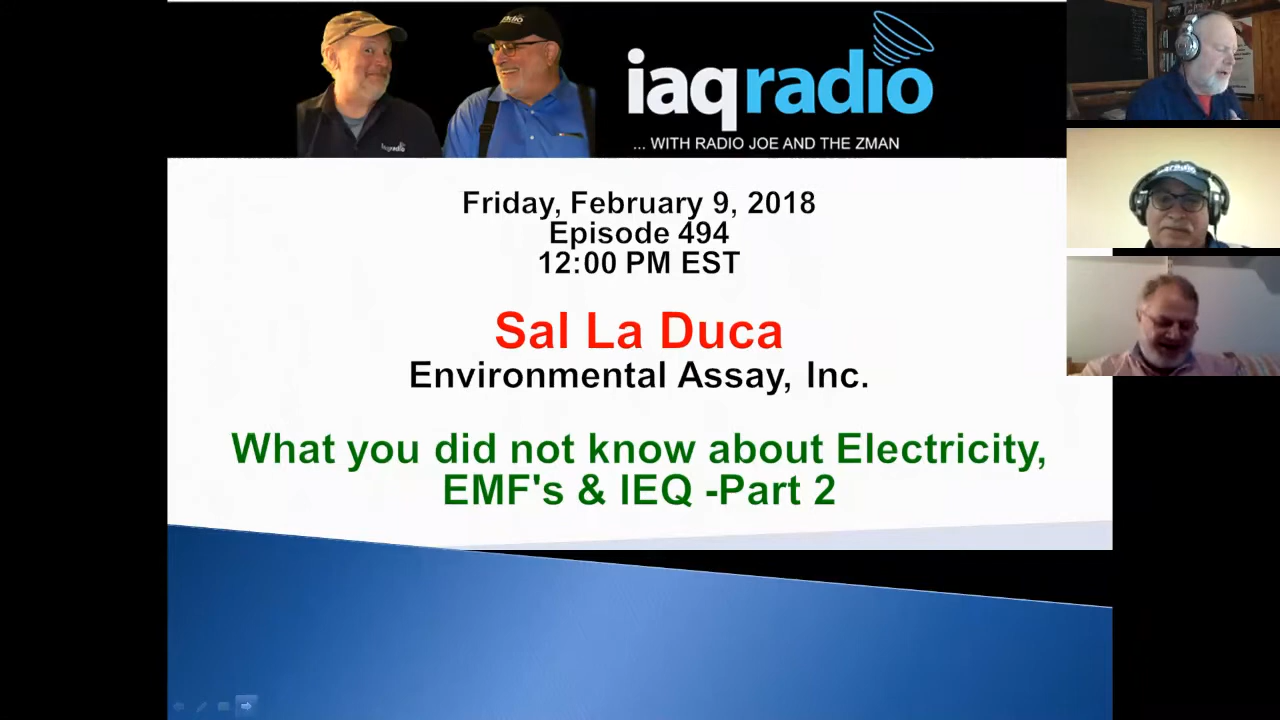 iaqradio
... WITH RADIO JOE AND THE ZMAN
Friday, February 9, 2018
Episode 494
12:00 PM EST
Sal La Duca
Environmental Assay, Inc.
What you did not know about Electricity,
EMF's & IEQ -Part 2